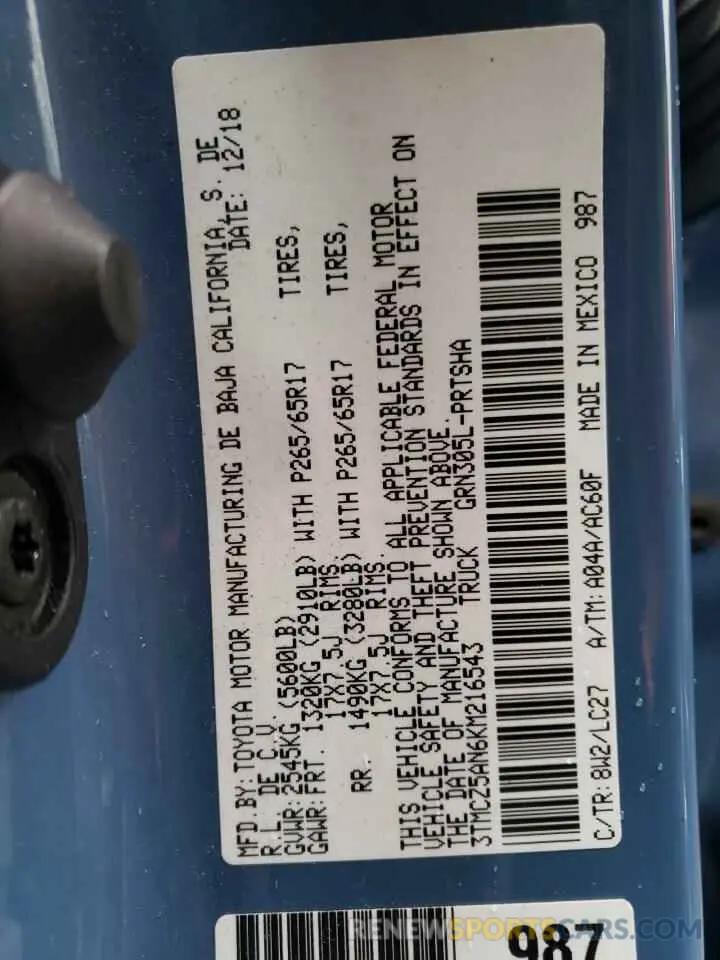 MFD.BY:TOYOTA MOTOR MANUFACTURING DE BAJA CALIFORNIA, S. DE
R.L. DE C.V. DATE: 12/18
GVWR:2545KG (5600LB)
GAWR:FRT. 1320KG (2910LB) WITH P265/65R17 TIRES,
17X7.5J RIMS.
RR. 1490KG (3280LB) WITH P265/65R17 TIRES,
17X7.5J RIMS.
THIS VEHICLE CONFORMS TO ALL APPLICABLE FEDERAL MOTOR
VEHICLE SAFETY AND THEFT PREVENTION STANDARDS IN EFFECT ON
THE DATE OF MANUFACTURE SHOWN ABOVE.
3TMCZ5AN6KM216543 TRUCK GRN305L-PRTSHA
C/TR:8W2/LC27 A/TM:A04A/AC60F MADE IN MEXICO 987
987
RENEWSPORTSCARS.COM